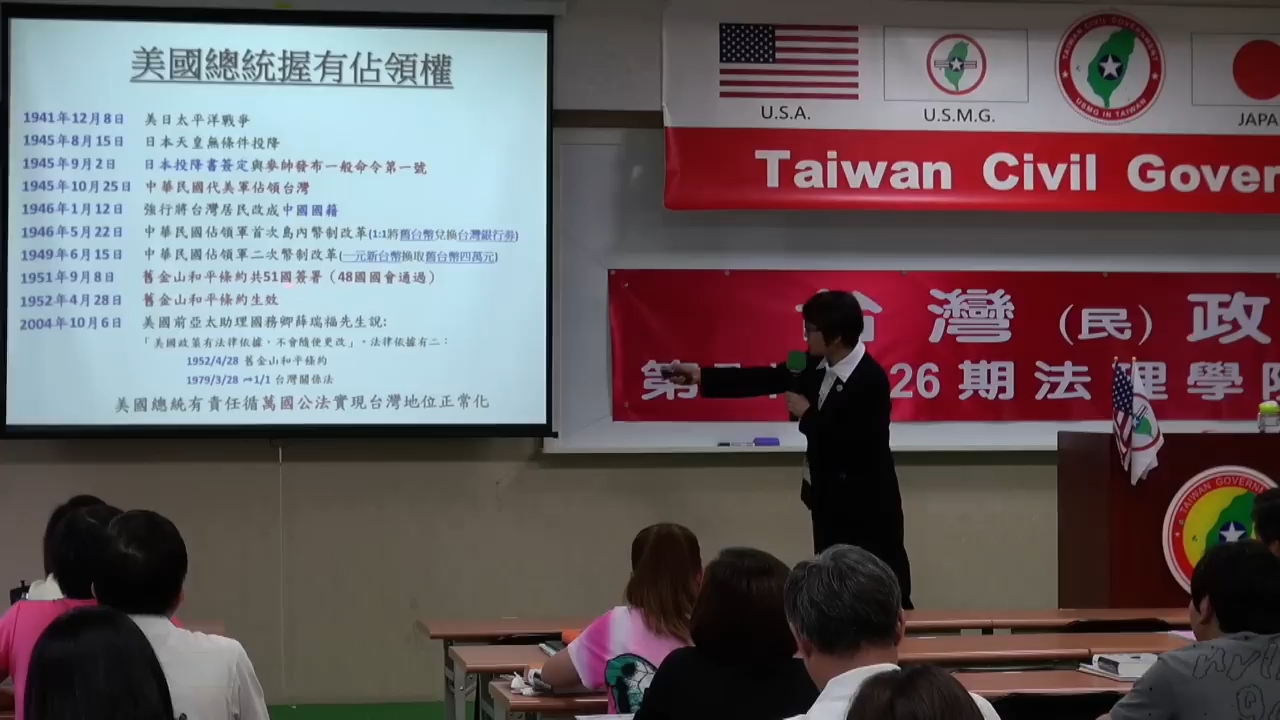 美國總統握有佔領權
1941年12月8日 美日太平洋戰爭
1945年8月15日 日本天皇無條件投降
1945年9月2日 日本投降書簽定與麥帥發布一般命令第一號
1945年10月25日 中華民國代美軍佔領台灣
1946年1月12日 強行將台灣居民改成中國國籍
1946年5月22日 中華民國佔領軍首次島內幣制改革(1:1將舊台幣兌換台灣銀行券)
1949年6月15日 中華民國佔領軍二次幣制改革(一元新台幣換取舊台幣四萬元)
1951年9月8日 舊金山和平條約共51國簽署（48國國會通過）
1952年4月28日 舊金山和平條約生效
2004年10月6日 美國前亞太助理國務卿薛瑞福先生說:
「美國政策有法律依據，不會隨便更改」。法律依據有二：
1952/4/28 舊金山和平條約
1979/3/28 ➞1/1 台灣關係法
美國總統有責任循萬國公法實現台灣地位正常化
U.S.A. U.S.M.G. JAPA
TAIWAN CIVIL GOVERNMENT
USMG IN TAIWAN
Taiwan Civil Gover
台灣（民）政
第 26期法理學
TAIWAN GOVERN